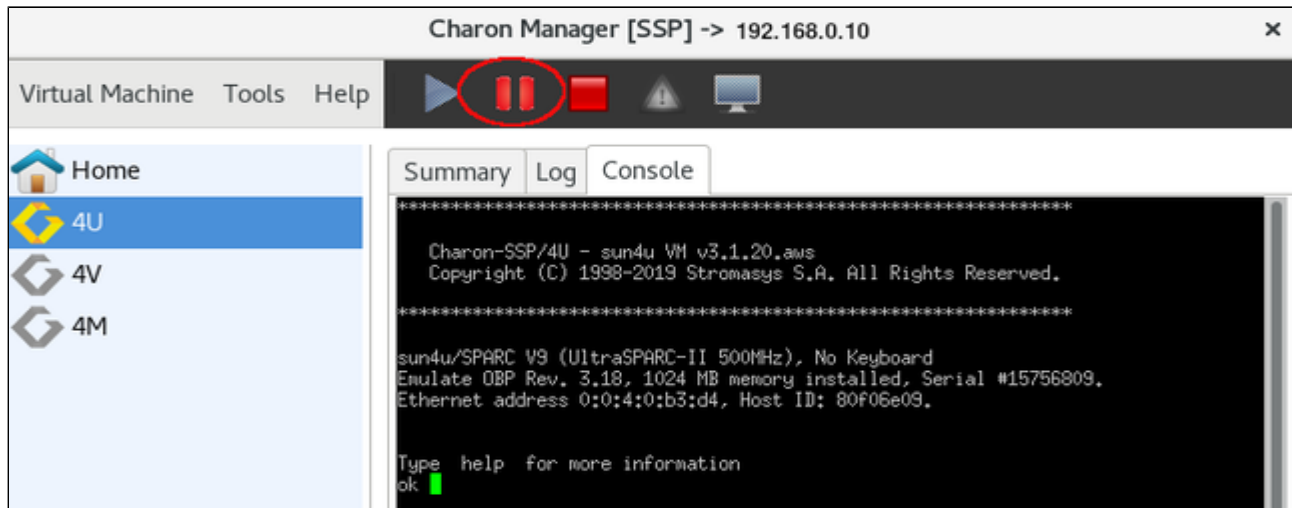 Charon Manager [SSP] -> 192.168.0.10 ×
Virtual Machine Tools Help
Home
4U
4V
4M
Summary Log Console
****************************************************************
Charon-SSP/4U - sun4u VM v3.1.20.aws
Copyright (C) 1998-2019 Stromasys S.A. All Rights Reserved.
****************************************************************
sun4u/SPARC V9 (UltraSPARC-II 500MHz), No Keyboard
Emulate OBP Rev. 3.18, 1024 MB memory installed, Serial #15756809.
Ethernet address 0:0:4:0:b3:d4, Host ID: 80f06e09.
Type  help  for more information
ok